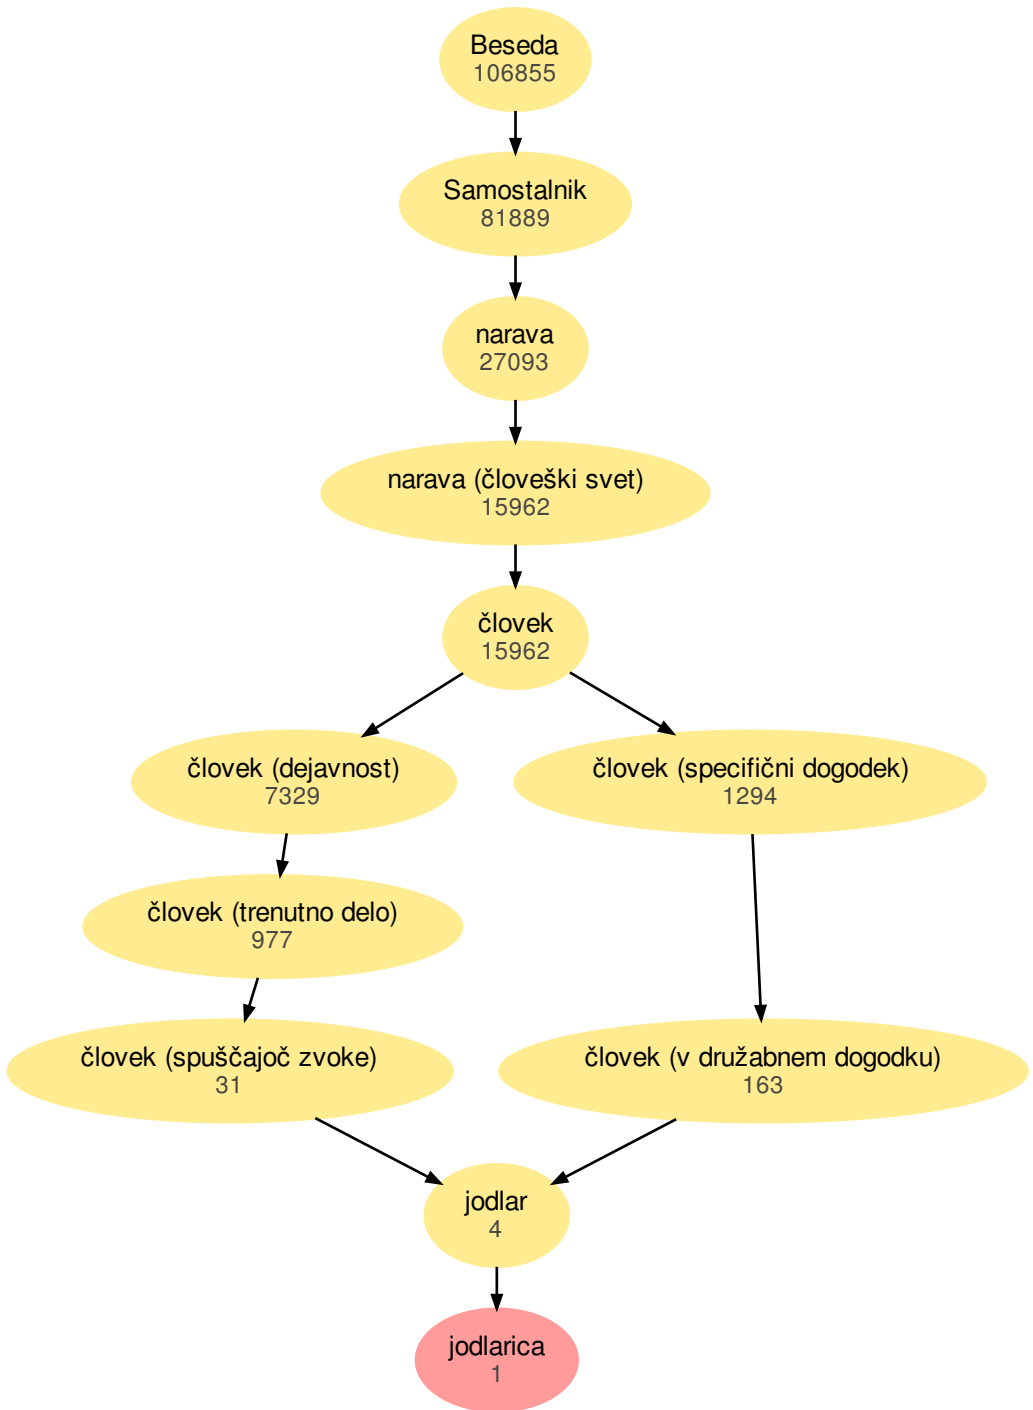 Beseda
106855
Samostalnik
81889
narava
27093
narava (človeški svet)
15962
človek
15962
človek (dejavnost)
7329
človek (specifični dogodek)
1294
človek (trenutno delo)
977
človek (spuščajoč zvoke)
31
človek (v družabnem dogodku)
163
jodlar
4
jodlarica
1